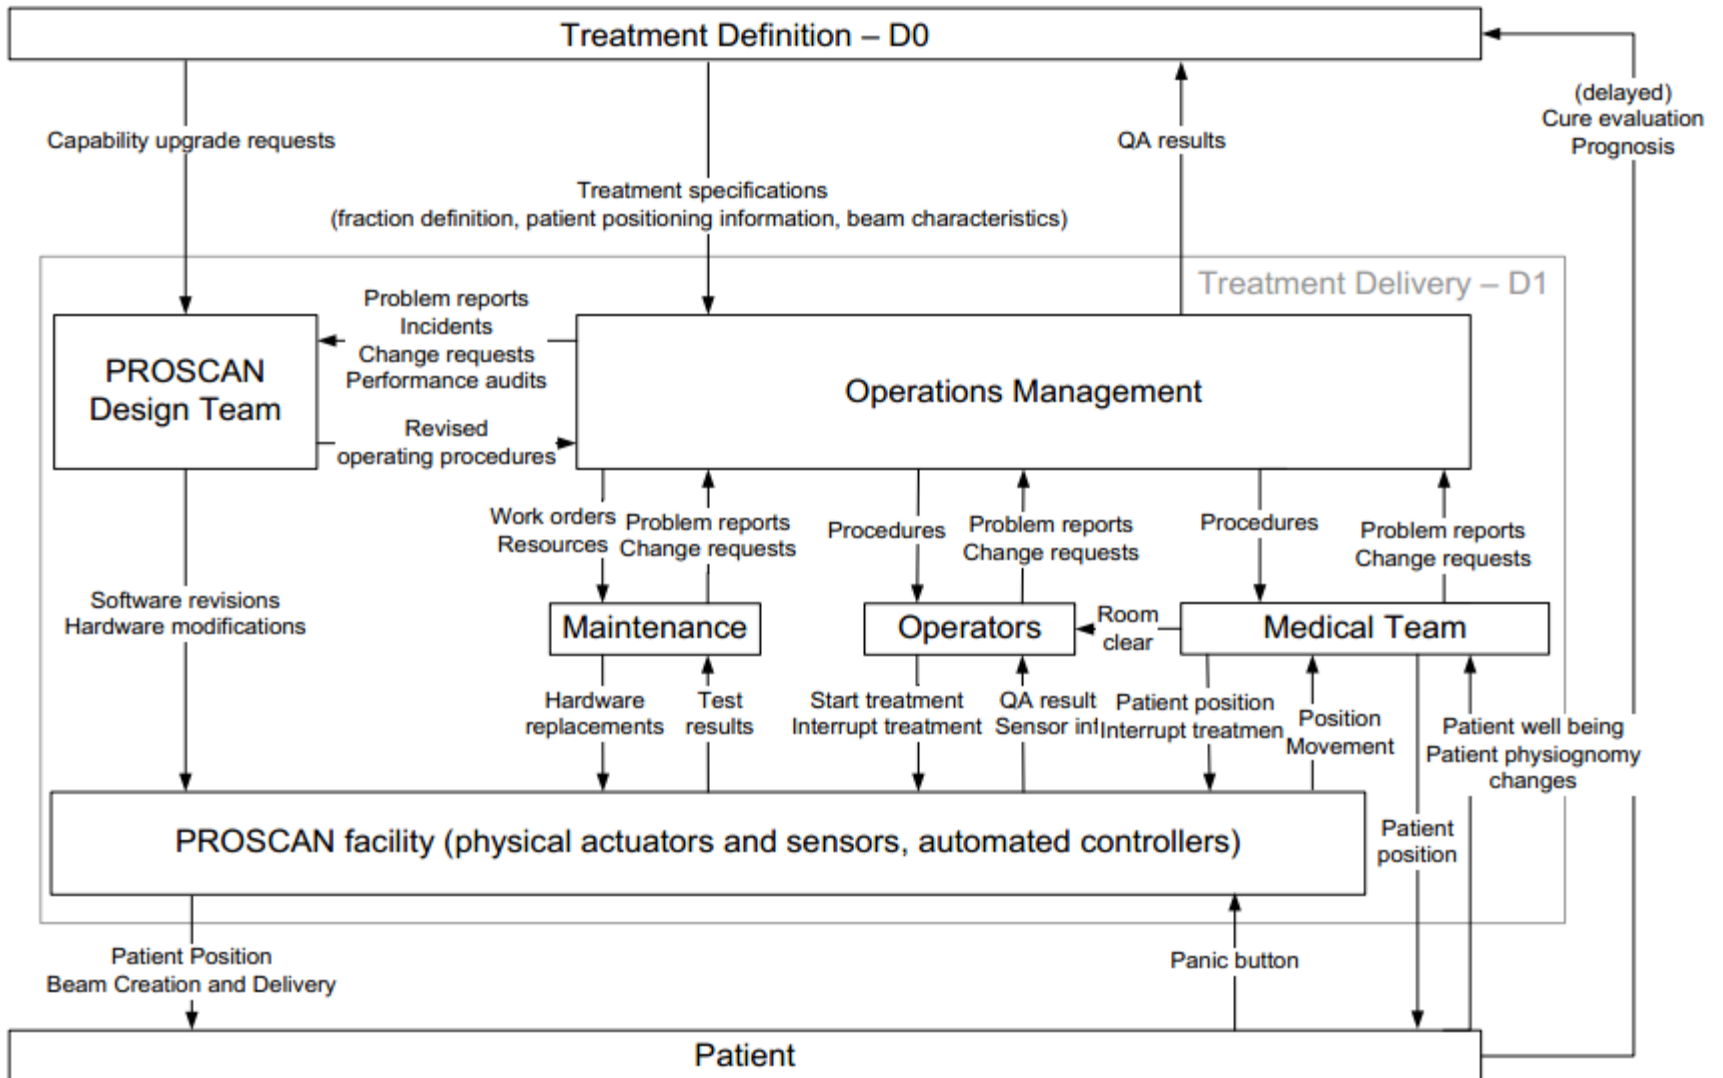 Treatment Definition – D0
(delayed)
Cure evaluation
Prognosis
Capability upgrade requests
QA results
Treatment specifications
(fraction definition, patient positioning information, beam characteristics)
Treatment Delivery – D1
Problem reports
Incidents
Change requests
Performance audits
PROSCAN
Design Team
Operations Management
Revised
operating procedures
Work orders
Resources
Problem reports
Change requests
Procedures
Problem reports
Change requests
Procedures
Problem reports
Change requests
Software revisions
Hardware modifications
Maintenance
Operators
Room
clear
Medical Team
Hardware
replacements
Test
results
Start treatment
Interrupt treatment
QA result
Sensor inf
Patient position
Interrupt treatmen
Position
Movement
Patient well being
Patient physiognomy
changes
PROSCAN facility (physical actuators and sensors, automated controllers)
Patient
position
Patient Position
Beam Creation and Delivery
Panic button
Patient